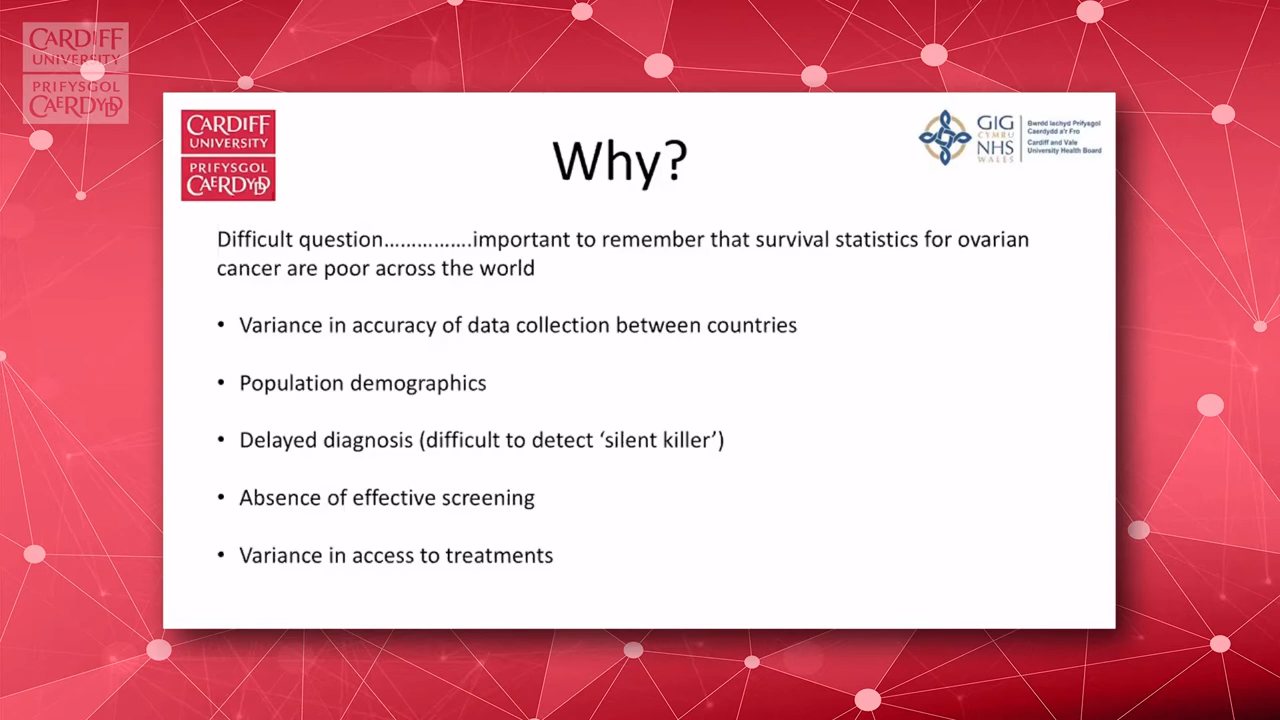 CARDIFF
UNIVERSITY
PRIFYSGOL
CAERDYDD
CARDIFF
UNIVERSITY
PRIFYSGOL
CAERDYDD
Why?
GIG
CYMRU
NHS
WALES
Bwrdd Iechyd Prifysgol
Caerdydd a'r Fro
Cardiff and Vale
University Health Board
Difficult question…………….important to remember that survival statistics for ovarian
cancer are poor across the world
• Variance in accuracy of data collection between countries
• Population demographics
• Delayed diagnosis (difficult to detect ‘silent killer’)
• Absence of effective screening
• Variance in access to treatments